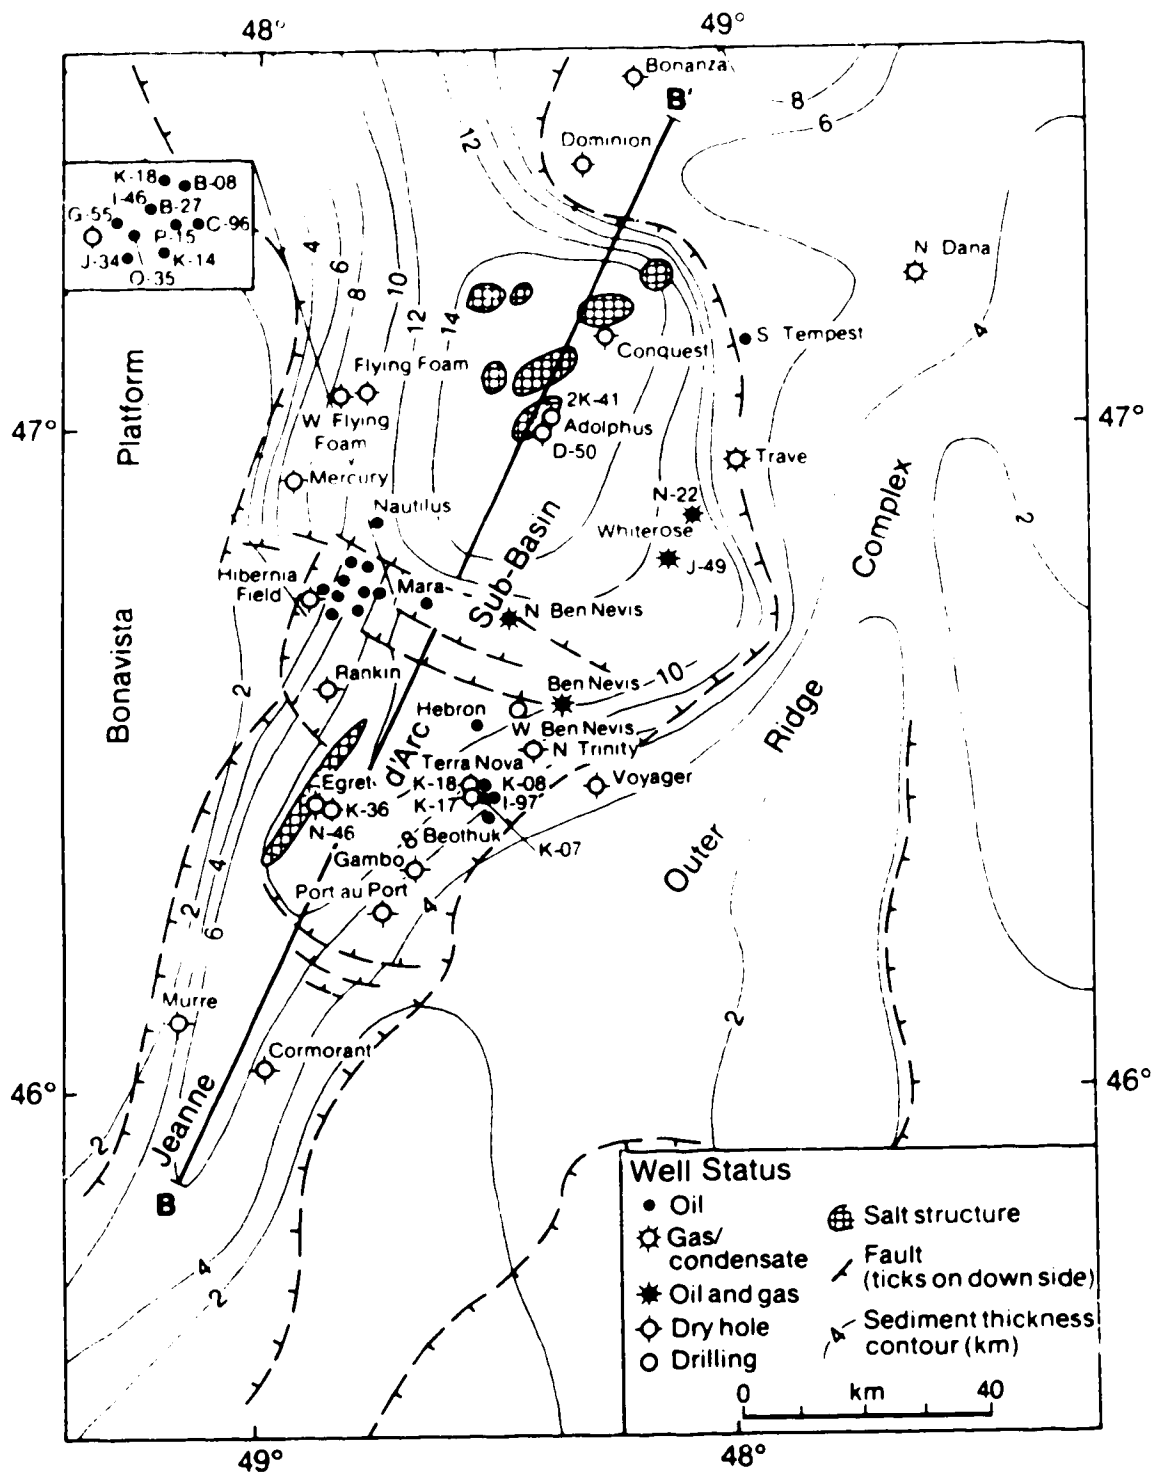 48°
49°
Bonanza
B'
8
6
12
Dominion
K-18
B-08
I-46
B-27
G-55
C-96
P-15
J-34
K-14
O-35
4
6
8
10
12
14
N Dana
4
S Tempest
Conquest
Flying Foam
Platform
2K-41
47°
47°
W Flying
Foam
Adolphus
D-50
Trave
Complex
Mercury
N-22
2
Nautilus
Whiterose
J-49
Sub-Basin
Hibernia
Field
Mara
N Ben Nevis
Bonavista
2
Rankin
10
Ben Nevis
Ridge
Hebron
W Ben Nevis
d'Arc
N Trinity
Terra Nova
Egret
K-18
K-08
Voyager
K-36
K-17
I-97
N-46
8
Beothuk
K-07
Outer
4
Gambo
2
Port au Port
4
6
Murre
2
Cormorant
46°
46°
Jeanne
2
B
4
2
Well Status
Oil
Gas/
condensate
Oil and gas
Dry hole
Drilling
Salt structure
Fault
(ticks on down side)
4
Sediment thickness
contour (km)
0 km 40
49°
48°